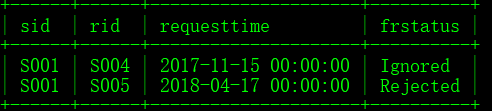 sid rid requesttime frstatus
S001 S004 2017-11-15 00:00:00 Ignored
S001 S005 2018-04-17 00:00:00 Rejected